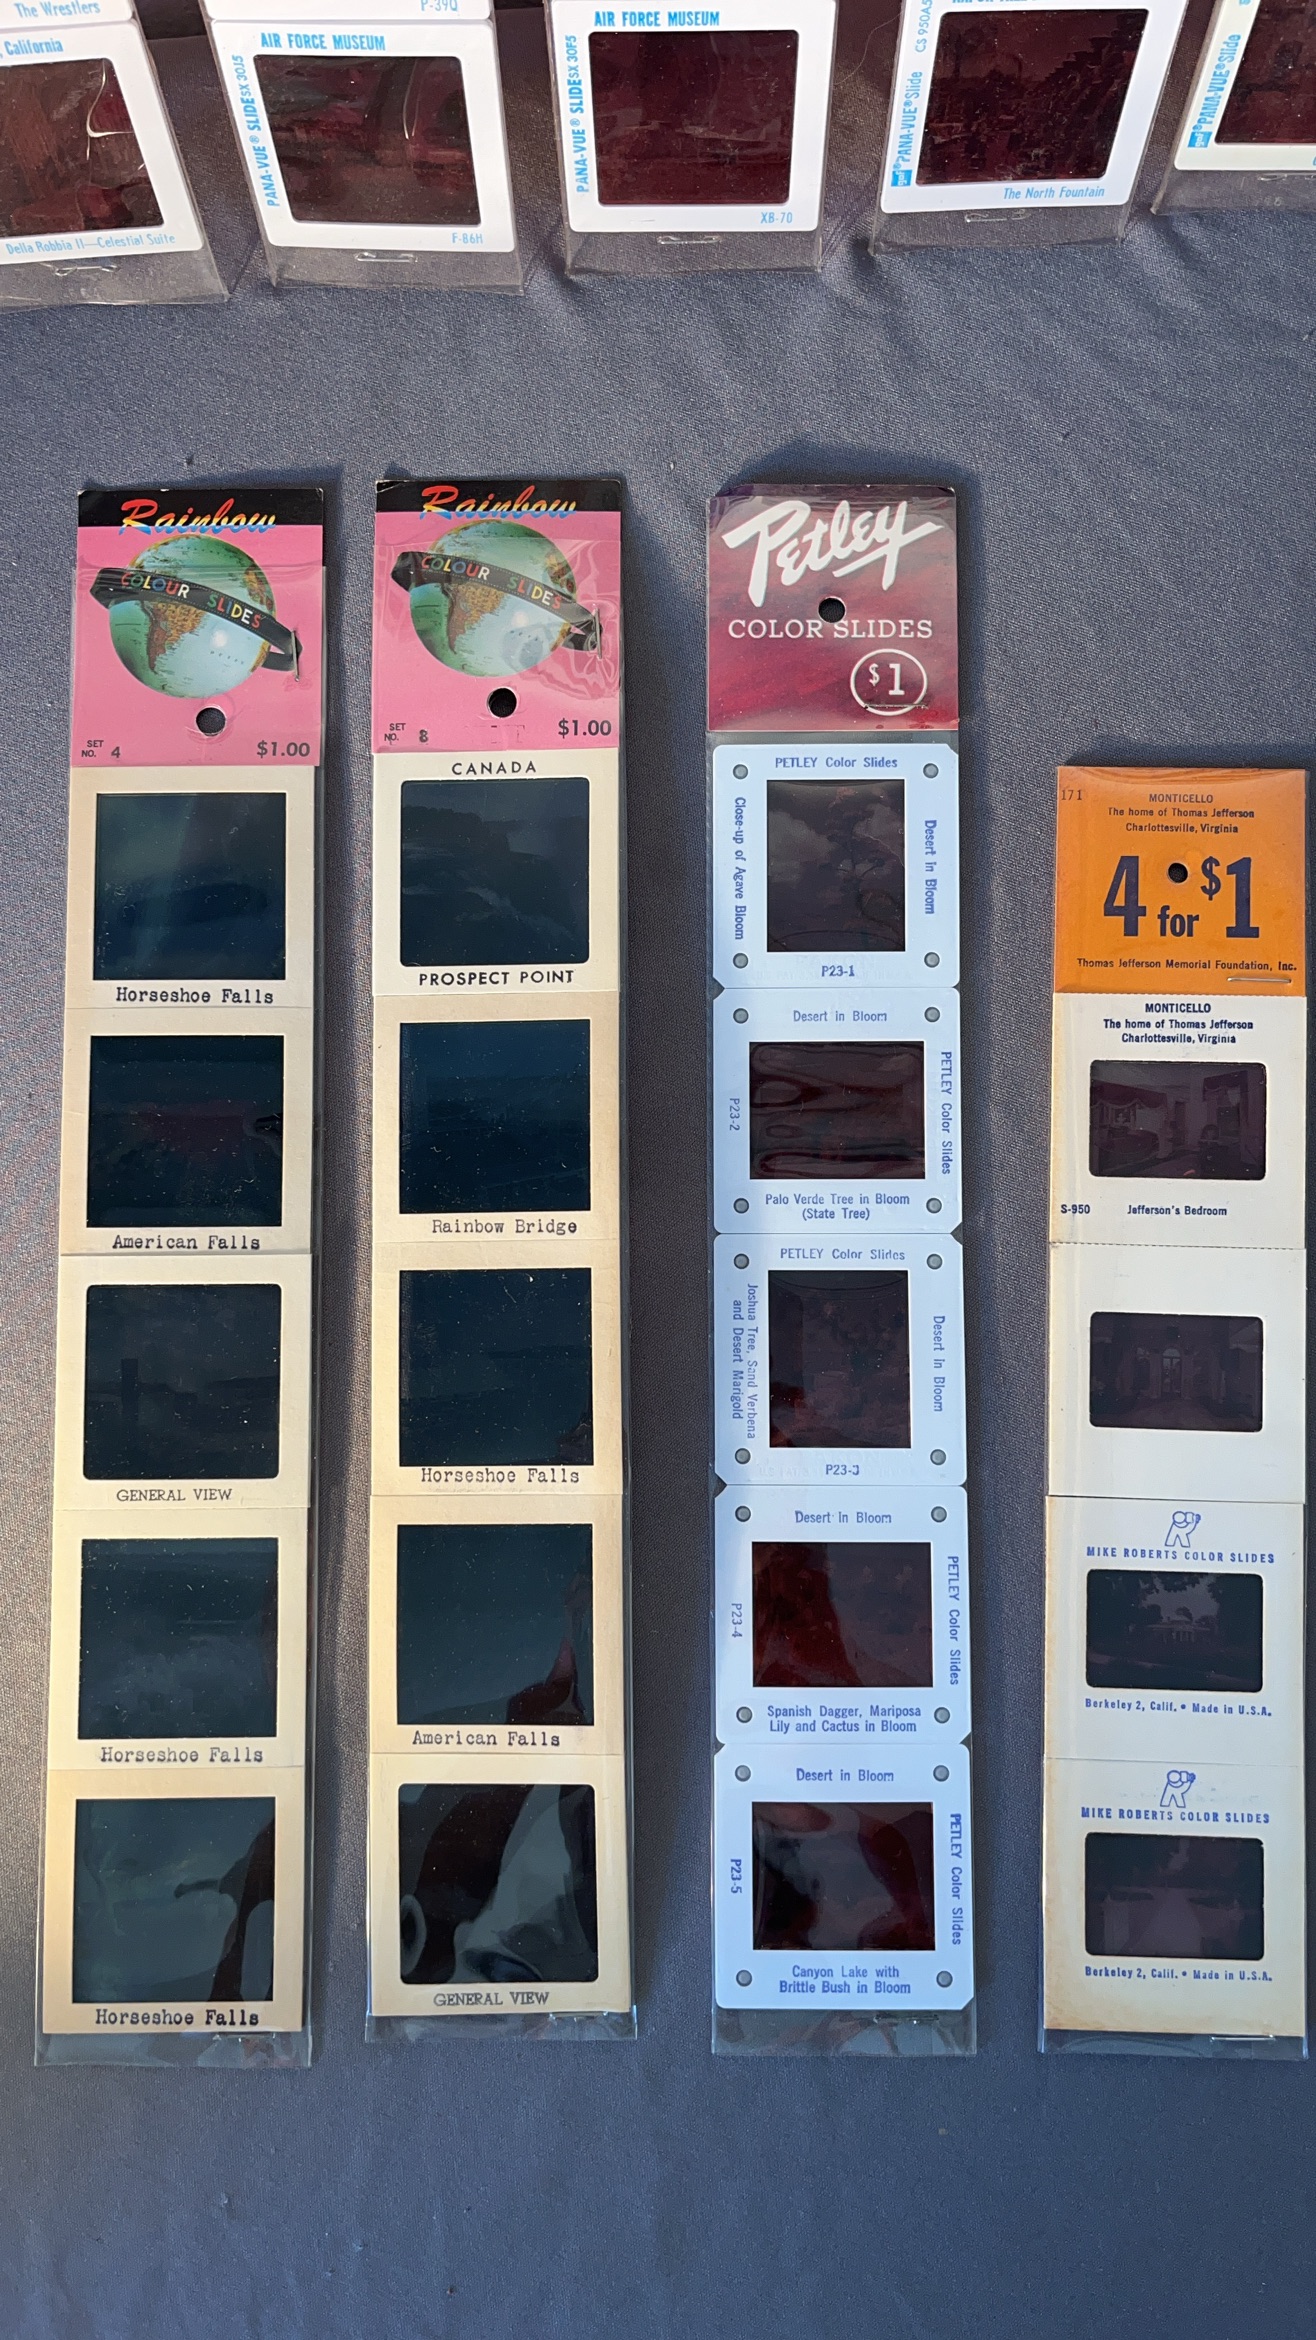 The Wrestlers
California
Della Robbia II—Celestial Suite
P-39Q
AIR FORCE MUSEUM
PANA-VUE® SLIDE SX 30J5
F-86H
AIR FORCE MUSEUM
PANA-VUE® SLIDE SX 30F5
XB-70
gaf® PANA-VUE® Slide
The North Fountain
gaf® PANA-VUE® Slide
Rainbow
COLOUR SLIDES
SET NO. 4
$1.00
Horseshoe Falls
American Falls
GENERAL VIEW
Horseshoe Falls
Horseshoe Falls
Rainbow
COLOUR SLIDES
SET NO. 8
$1.00
CANADA
PROSPECT POINT
Rainbow Bridge
Horseshoe Falls
American Falls
GENERAL VIEW
Petley
COLOR SLIDES
$1
PETLEY Color Slides
Close-up of Agave Bloom
Desert in Bloom
P23-1
Desert in Bloom
P23-2
PETLEY Color Slides
Palo Verde Tree in Bloom
(State Tree)
PETLEY Color Slides
Joshua Tree, Sand Verbena
and Desert Marigold
Desert in Bloom
P23-3
Desert in Bloom
P23-4
PETLEY Color Slides
Spanish Dagger, Mariposa
Lily and Cactus in Bloom
Desert in Bloom
P23-5
PETLEY Color Slides
Canyon Lake with
Brittle Bush in Bloom
171
MONTICELLO
The home of Thomas Jefferson
Charlottesville, Virginia
4 for $1
Thomas Jefferson Memorial Foundation, Inc.
MONTICELLO
The home of Thomas Jefferson
Charlottesville, Virginia
S-950 Jefferson's Bedroom
MIKE ROBERTS COLOR SLIDES
Berkeley 2, Calif. • Made in U.S.A.
MIKE ROBERTS COLOR SLIDES
Berkeley 2, Calif. • Made in U.S.A.